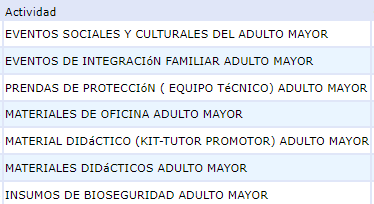 Actividad
EVENTOS SOCIALES Y CULTURALES DEL ADULTO MAYOR
EVENTOS DE INTEGRACIóN FAMILIAR ADULTO MAYOR
PRENDAS DE PROTECCIóN ( EQUIPO TéCNICO) ADULTO MAYOR
MATERIALES DE OFICINA ADULTO MAYOR
MATERIAL DIDáCTICO (KIT-TUTOR PROMOTOR) ADULTO MAYOR
MATERIALES DIDáCTICOS ADULTO MAYOR
INSUMOS DE BIOSEGURIDAD ADULTO MAYOR